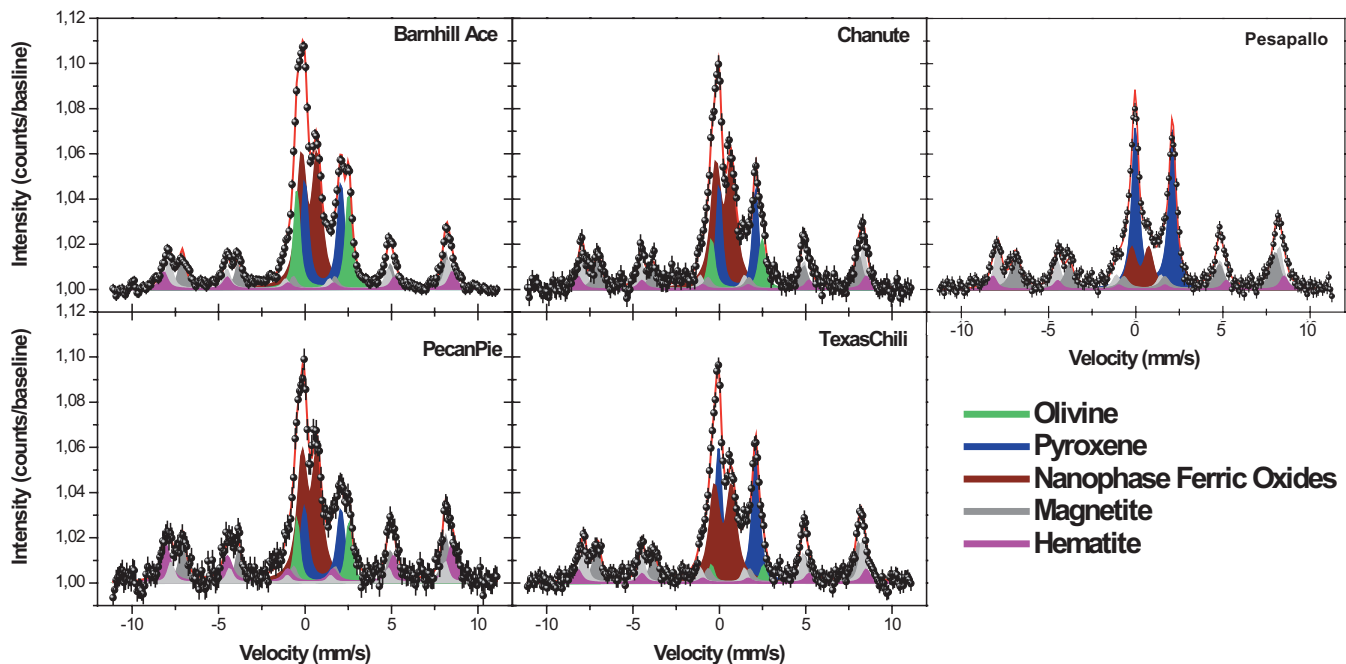 Intensity (counts/basline)
1,12
1,10
1,08
1,06
1,04
1,02
1,00
Barnhill Ace
Chanute
Pesapallo
-10 -5 0 5 10
Velocity (mm/s)
Intensity (counts/baseline)
1,12
1,10
1,08
1,06
1,04
1,02
1,00
PecanPie
TexasChili
-10 -5 0 5 10
-10 -5 0 5 10
Velocity (mm/s)
Velocity (mm/s)
Olivine
Pyroxene
Nanophase Ferric Oxides
Magnetite
Hematite